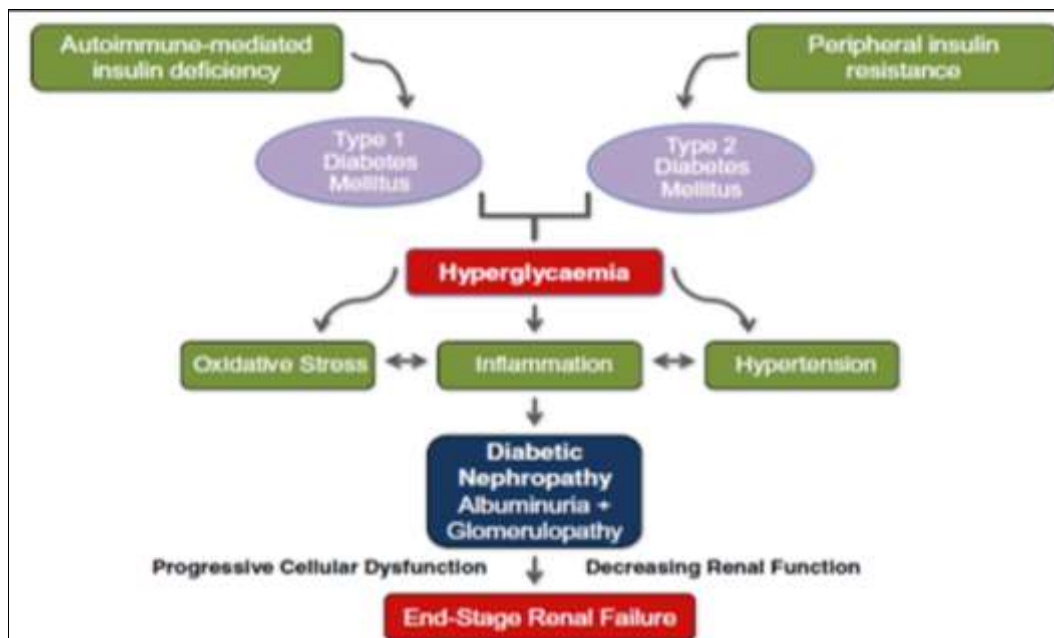 Autoimmune-mediated
insulin deficiency
Peripheral insulin
resistance
Type 1
Diabetes
Mellitus
Type 2
Diabetes
Mellitus
Hyperglycaemia
Oxidative Stress
Inflammation
Hypertension
Diabetic
Nephropathy
Albuminuria +
Glomerulopathy
Progressive Cellular Dysfunction
Decreasing Renal Function
End-Stage Renal Failure